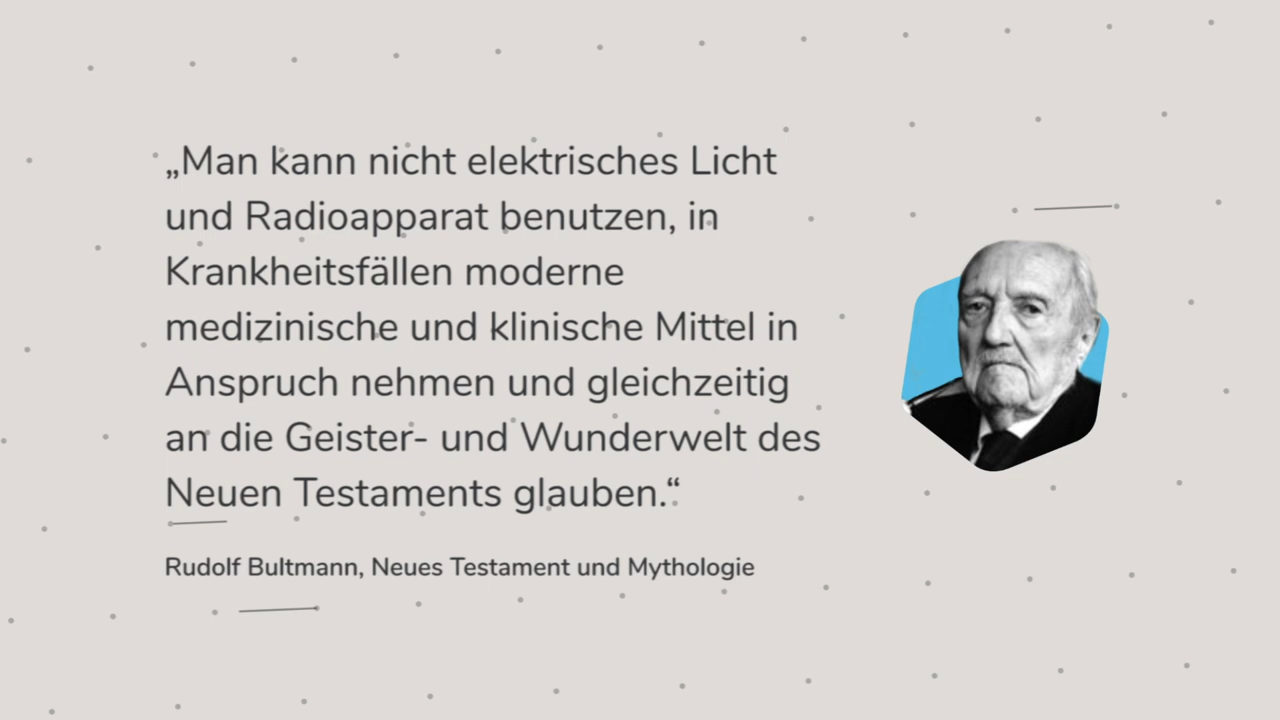 „Man kann nicht elektrisches Licht
und Radioapparat benutzen, in
Krankheitsfällen moderne
medizinische und klinische Mittel in
Anspruch nehmen und gleichzeitig
an die Geister- und Wunderwelt des
Neuen Testaments glauben.“
Rudolf Bultmann, Neues Testament und Mythologie